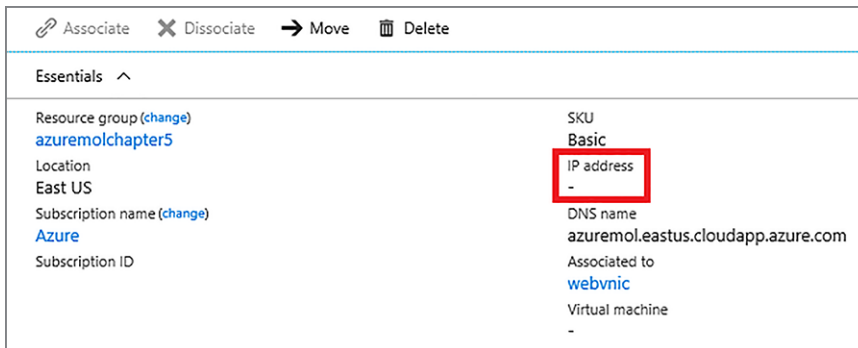 Associate Dissociate Move Delete
Essentials
Resource group (change)
azuremolchapter5
Location
East US
Subscription name (change)
Azure
Subscription ID
SKU
Basic
IP address
-
DNS name
azuremol.eastus.cloudapp.azure.com
Associated to
webvnic
Virtual machine
-